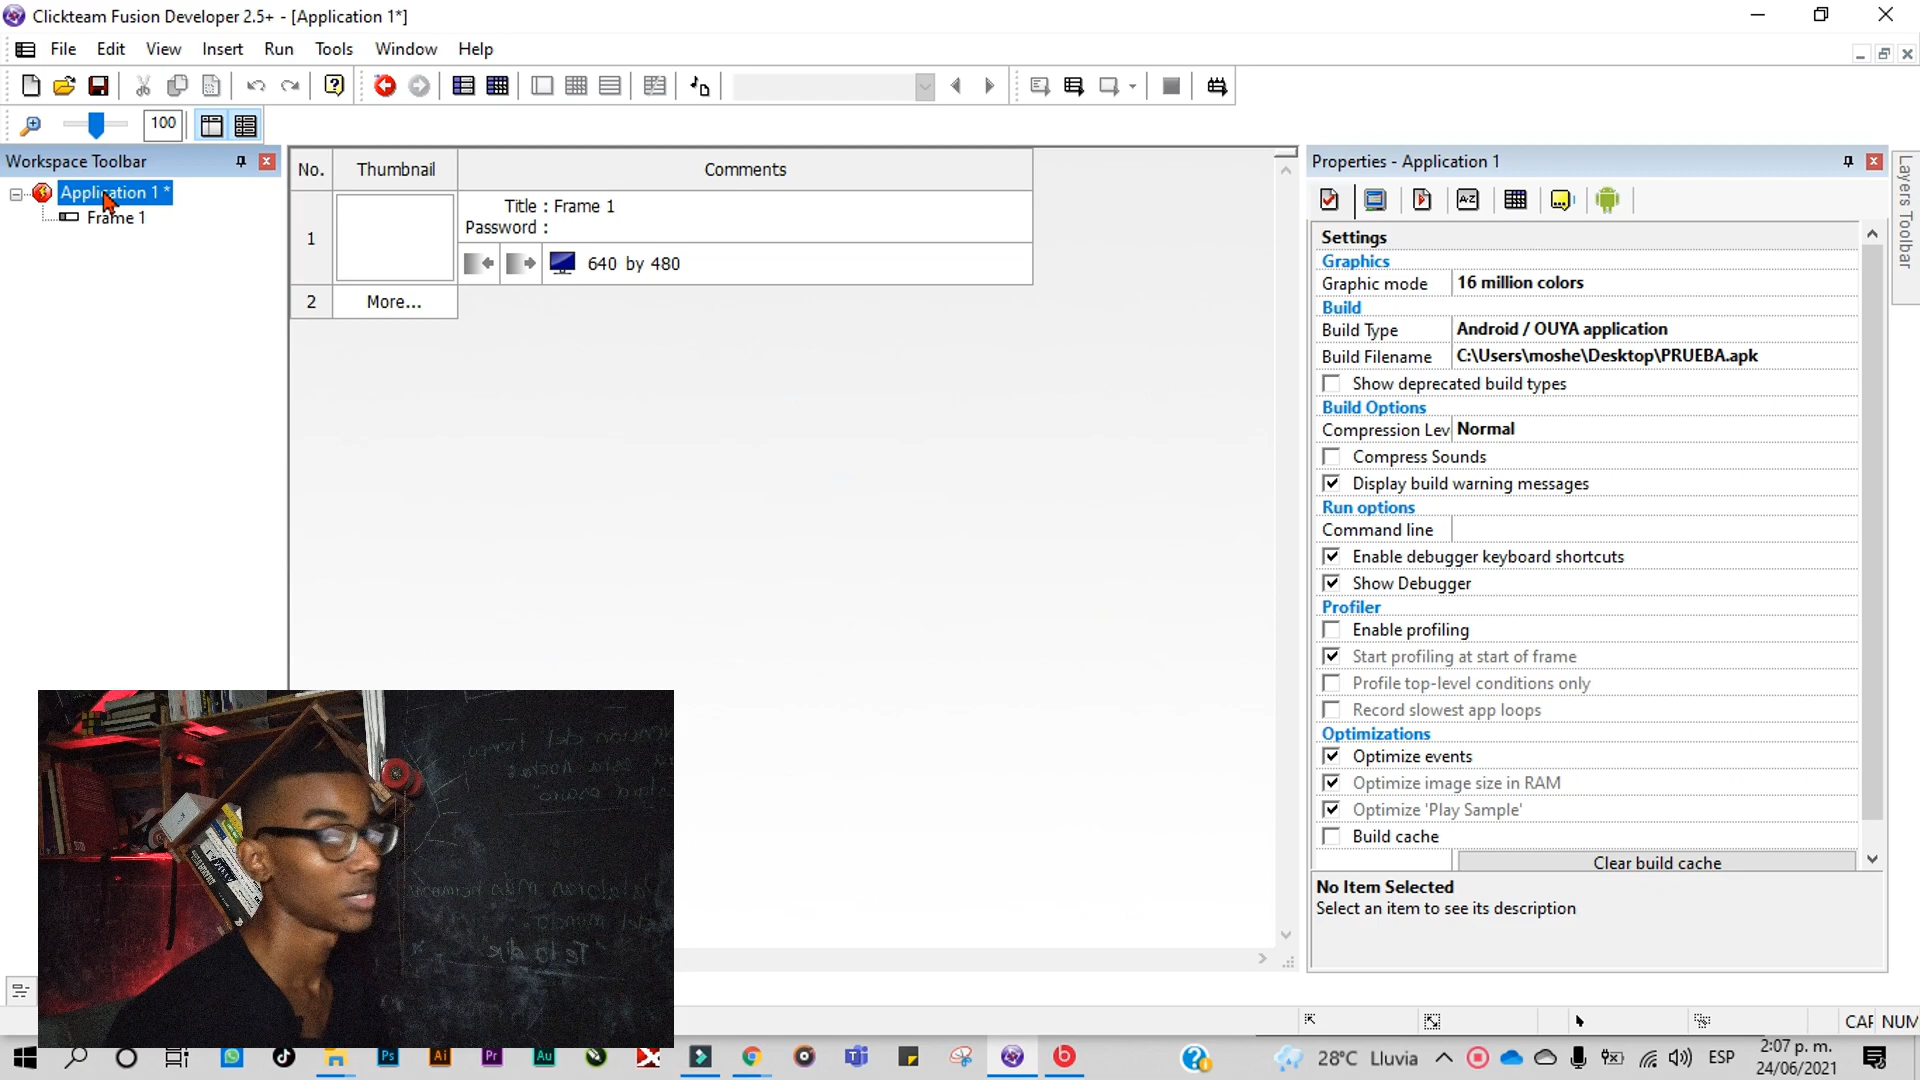 Clickteam Fusion Developer 2.5+ - [Application 1*]
File Edit View Insert Run Tools Window Help
100
Workspace Toolbar
Application 1 *
Frame 1
No. Thumbnail Comments
1
Title : Frame 1
Password :
640 by 480
2 More...
Properties - Application 1
Layers Toolbar
Settings
Graphics
Graphic mode 16 million colors
Build
Build Type Android / OUYA application
Build Filename C:\Users\moshe\Desktop\PRUEBA.apk
Show deprecated build types
Build Options
Compression Lev Normal
Compress Sounds
Display build warning messages
Run options
Command line
Enable debugger keyboard shortcuts
Show Debugger
Profiler
Enable profiling
Start profiling at start of frame
Profile top-level conditions only
Record slowest app loops
Optimizations
Optimize events
Optimize image size in RAM
Optimize 'Play Sample'
Build cache
Clear build cache
No Item Selected
Select an item to see its description
CAP NUM
Ps Ai Pr Au
28°C Lluvia
ESP
2:07 p. m.
24/06/2021